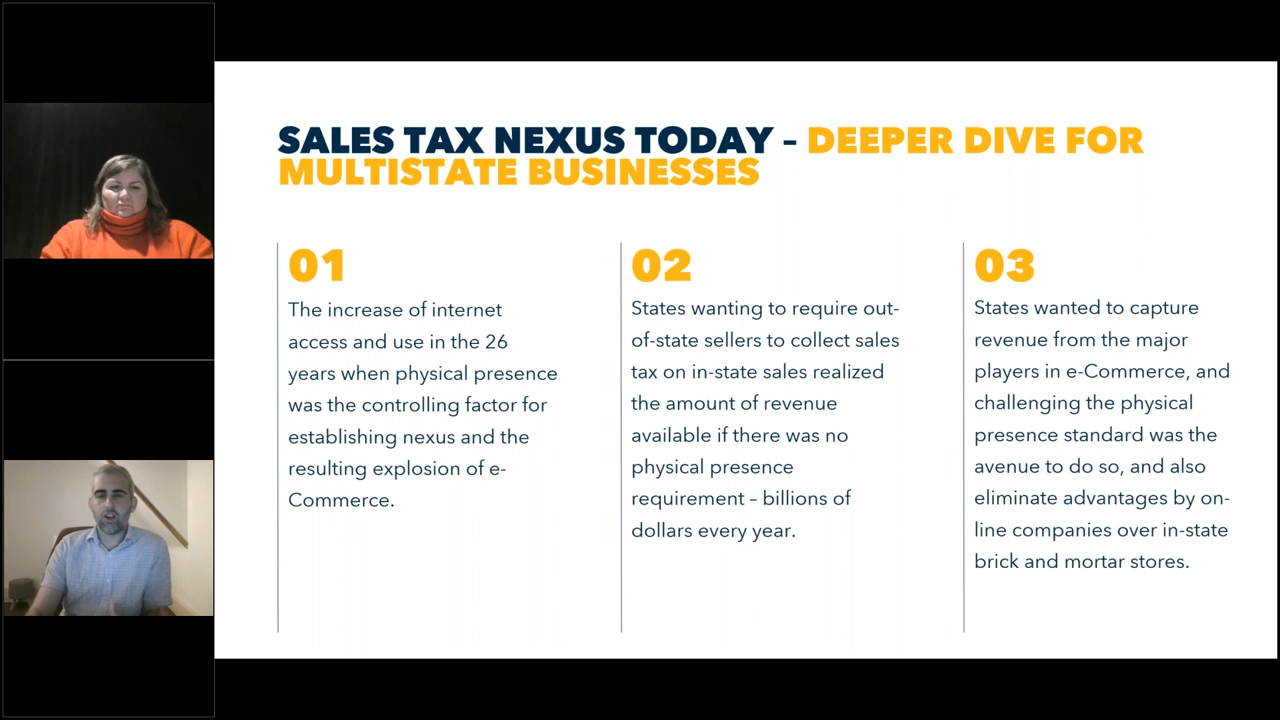 SALES TAX NEXUS TODAY – DEEPER DIVE FOR
MULTISTATE BUSINESSES
01
The increase of internet
access and use in the 26
years when physical presence
was the controlling factor for
establishing nexus and the
resulting explosion of e-
Commerce.
02
States wanting to require out-
of-state sellers to collect sales
tax on in-state sales realized
the amount of revenue
available if there was no
physical presence
requirement – billions of
dollars every year.
03
States wanted to capture
revenue from the major
players in e-Commerce, and
challenging the physical
presence standard was the
avenue to do so, and also
eliminate advantages by on-
line companies over in-state
brick and mortar stores.